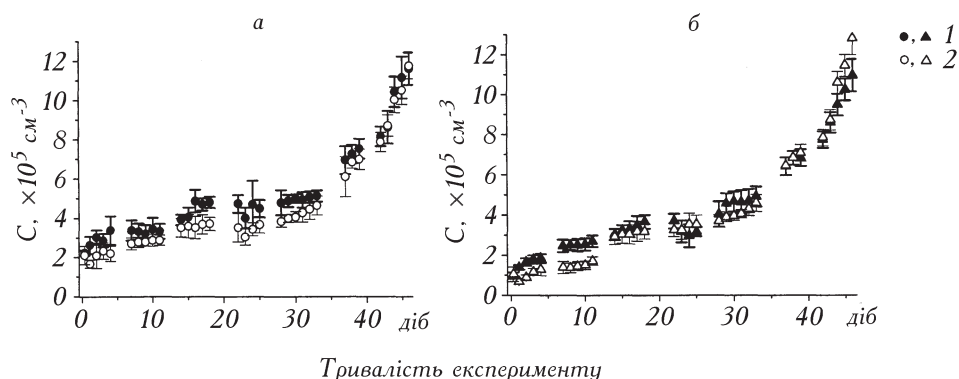 а
б
●, ▲ 1
○, △ 2
C, ×10⁵ см⁻³
12
10
8
6
4
2
0
0 10 20 30 40 діб
C, ×10⁵ см⁻³
12
10
8
6
4
2
0
0 10 20 30 40 діб
Тривалість експерименту